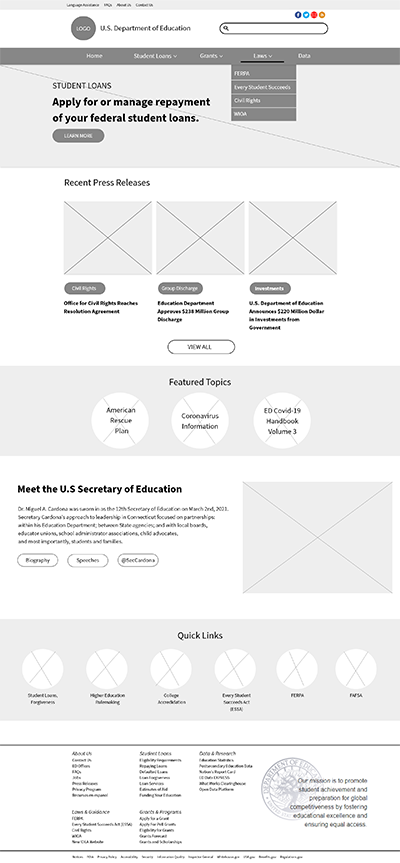 Language Assistance FAQs About Us Contact Us
LOGO
U.S. Department of Education
Home Student Loans Grants Laws Data
FERPA
Every Student Succeeds
Civil Rights
WIOA
STUDENT LOANS
Apply for or manage repayment
of your federal student loans.
LEARN MORE
Recent Press Releases
Civil Rights
Group Discharge
Investments
Office for Civil Rights Reaches
Resolution Agreement
Education Department
Approves $238 Million Group
Discharge
U.S. Department of Education
Announces $220 Million Dollar
in Investments from
Government
VIEW ALL
Featured Topics
American
Rescue
Plan
Coronavirus
Information
ED Covid-19
Handbook
Volume 3
Meet the U.S Secretary of Education
Dr. Miguel A. Cardona was sworn in as the 12th Secretary of Education on March 2nd, 2021.
Secretary Cardona's approach to leadership in Connecticut focused on partnerships:
within his Education Department; between State agencies; and with local boards,
educator unions, school administrator associations, child advocates,
and most importantly, students and families.
Biography
Speeches
@SecCardona
Quick Links
Student Loans,
Forgiveness
Higher Education
Rulemaking
College
Accreditation
Every Student
Succeeds Act
(ESSA)
FERPA
FAFSA
About Us
Contact Us
ED Offices
FAQs
Jobs
Press Releases
Privacy Program
Student Loans
Eligibility Requirements
Repaying Loans
Defaulted Loans
Loan Forgiveness
Loan Servicers
Funding Your Education
Data & Research
Education Statistics
Postsecondary Education Data
Nation's Report Card
ED Data EXPRESS
What Works Clearinghouse
Open Data Platform
Laws & Guidance
FERPA
Every Student Succeeds Act (ESSA)
Civil Rights
WIOA
New IDEA Website
Grants & Programs
Apply for a Grant
Apply for Pell Grants
Eligibility for Grants
Grants Forecast
Grants and Scholarships
Our mission is to promote
student achievement and
preparation for global
competitiveness by fostering
educational excellence and
ensuring equal access.
Notices FOIA Privacy Policy Accessibility Security Information Quality Inspector General Whitehouse.gov USA.gov Benefits.gov Regulations.gov